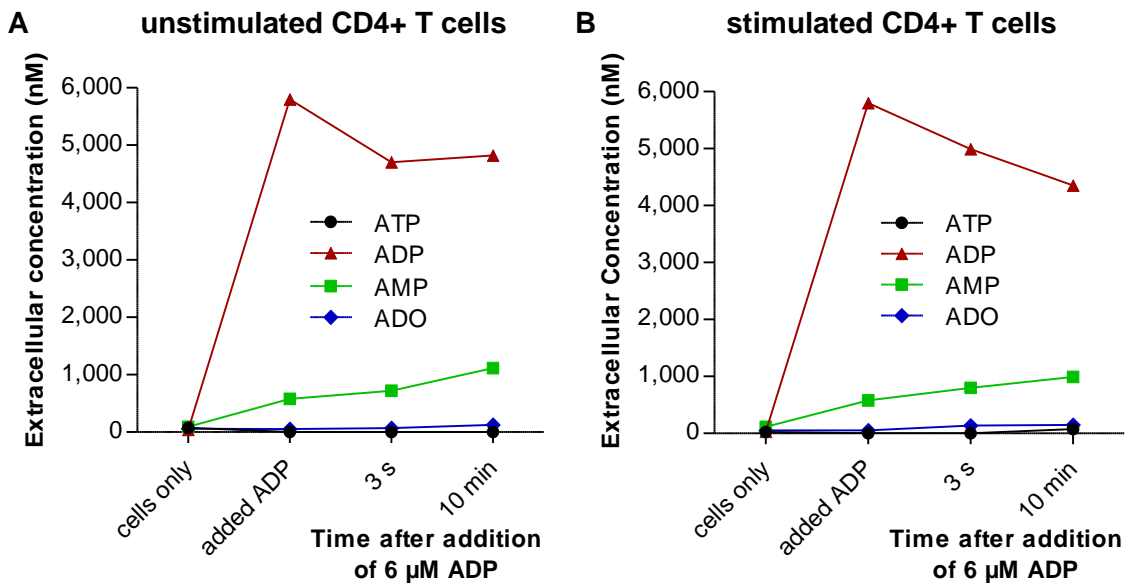 A
unstimulated CD4+ T cells
Extracellular concentration (nM)
6,000
5,000
4,000
3,000
2,000
1,000
0
ATP
ADP
AMP
ADO
cells only
added ADP
3 s
10 min
Time after addition
of 6 µM ADP
B
stimulated CD4+ T cells
Extracellular Concentration (nM)
6,000
5,000
4,000
3,000
2,000
1,000
0
ATP
ADP
AMP
ADO
cells only
added ADP
3 s
10 min
Time after addition
of 6 µM ADP